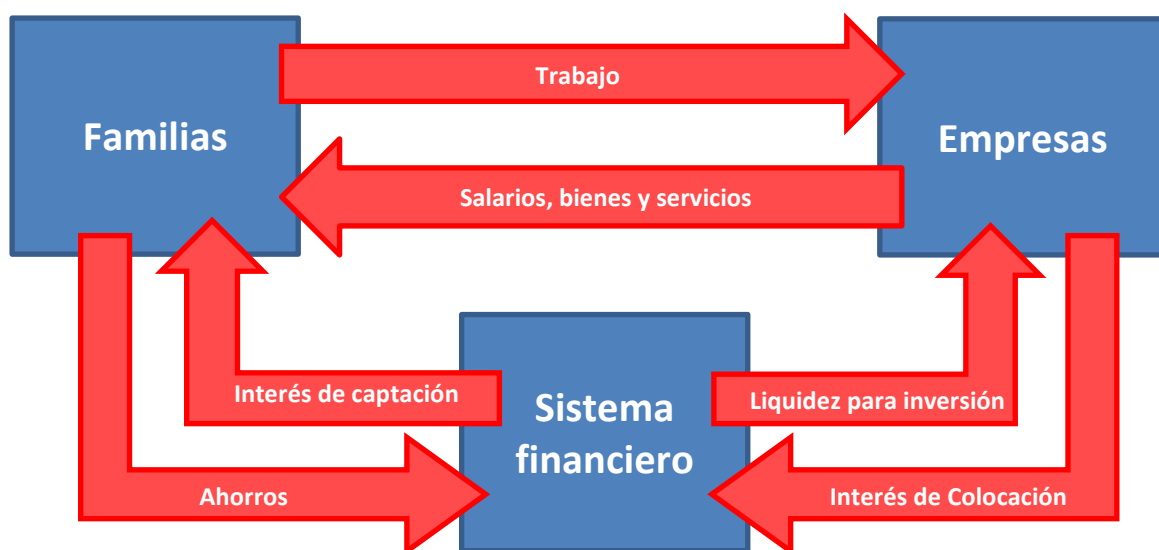 Trabajo
Familias
Empresas
Salarios, bienes y servicios
Interés de captación
Sistema
financiero
Liquidez para inversión
Ahorros
Interés de Colocación